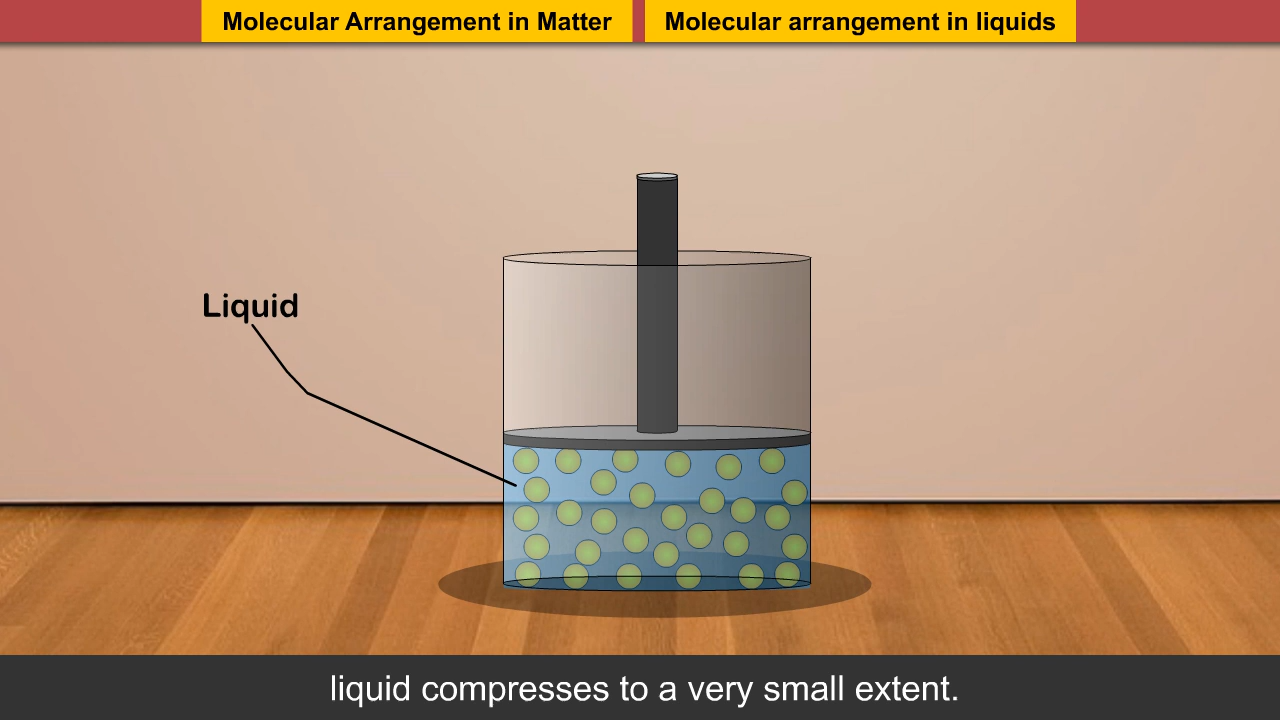 Molecular Arrangement in Matter
Molecular arrangement in liquids
Liquid
liquid compresses to a very small extent.